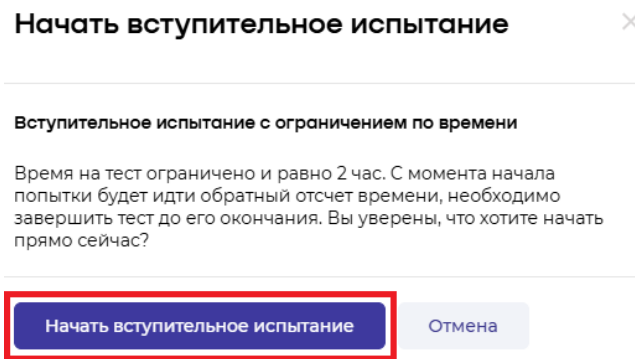 Начать вступительное испытание
Вступительное испытание с ограничением по времени
Время на тест ограничено и равно 2 час. С момента начала
попытки будет идти обратный отсчет времени, необходимо
завершить тест до его окончания. Вы уверены, что хотите начать
прямо сейчас?
Начать вступительное испытание
Отмена